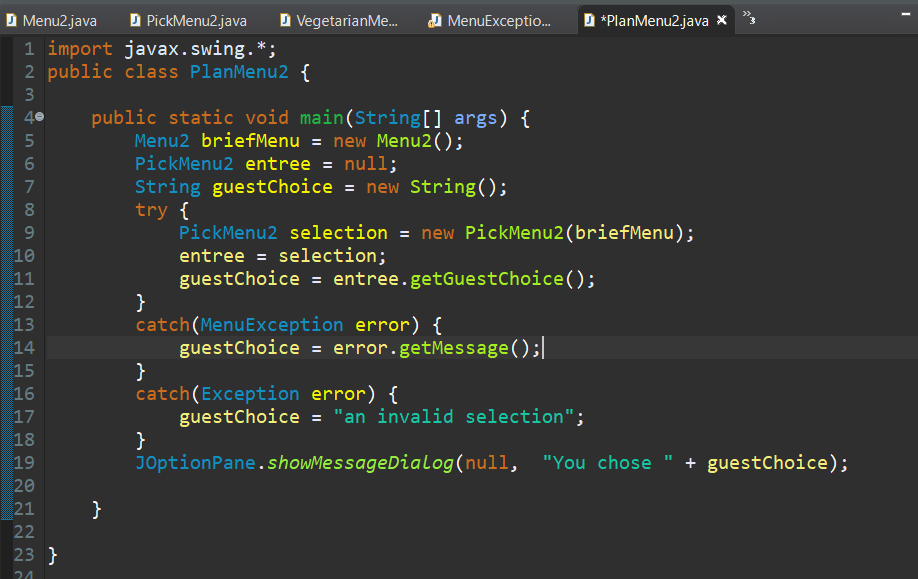 Menu2.java PickMenu2.java VegetarianMe... MenuExceptio... *PlanMenu2.java 3
1 import javax.swing.*;
2 public class PlanMenu2 {
3
4 public static void main(String[] args) {
5 Menu2 briefMenu = new Menu2();
6 PickMenu2 entree = null;
7 String guestChoice = new String();
8 try {
9 PickMenu2 selection = new PickMenu2(briefMenu);
10 entree = selection;
11 guestChoice = entree.getGuestChoice();
12 }
13 catch(MenuException error) {
14 guestChoice = error.getMessage();
15 }
16 catch(Exception error) {
17 guestChoice = "an invalid selection";
18 }
19 JOptionPane.showMessageDialog(null,  "You chose " + guestChoice);
20
21 }
22
23 }
24